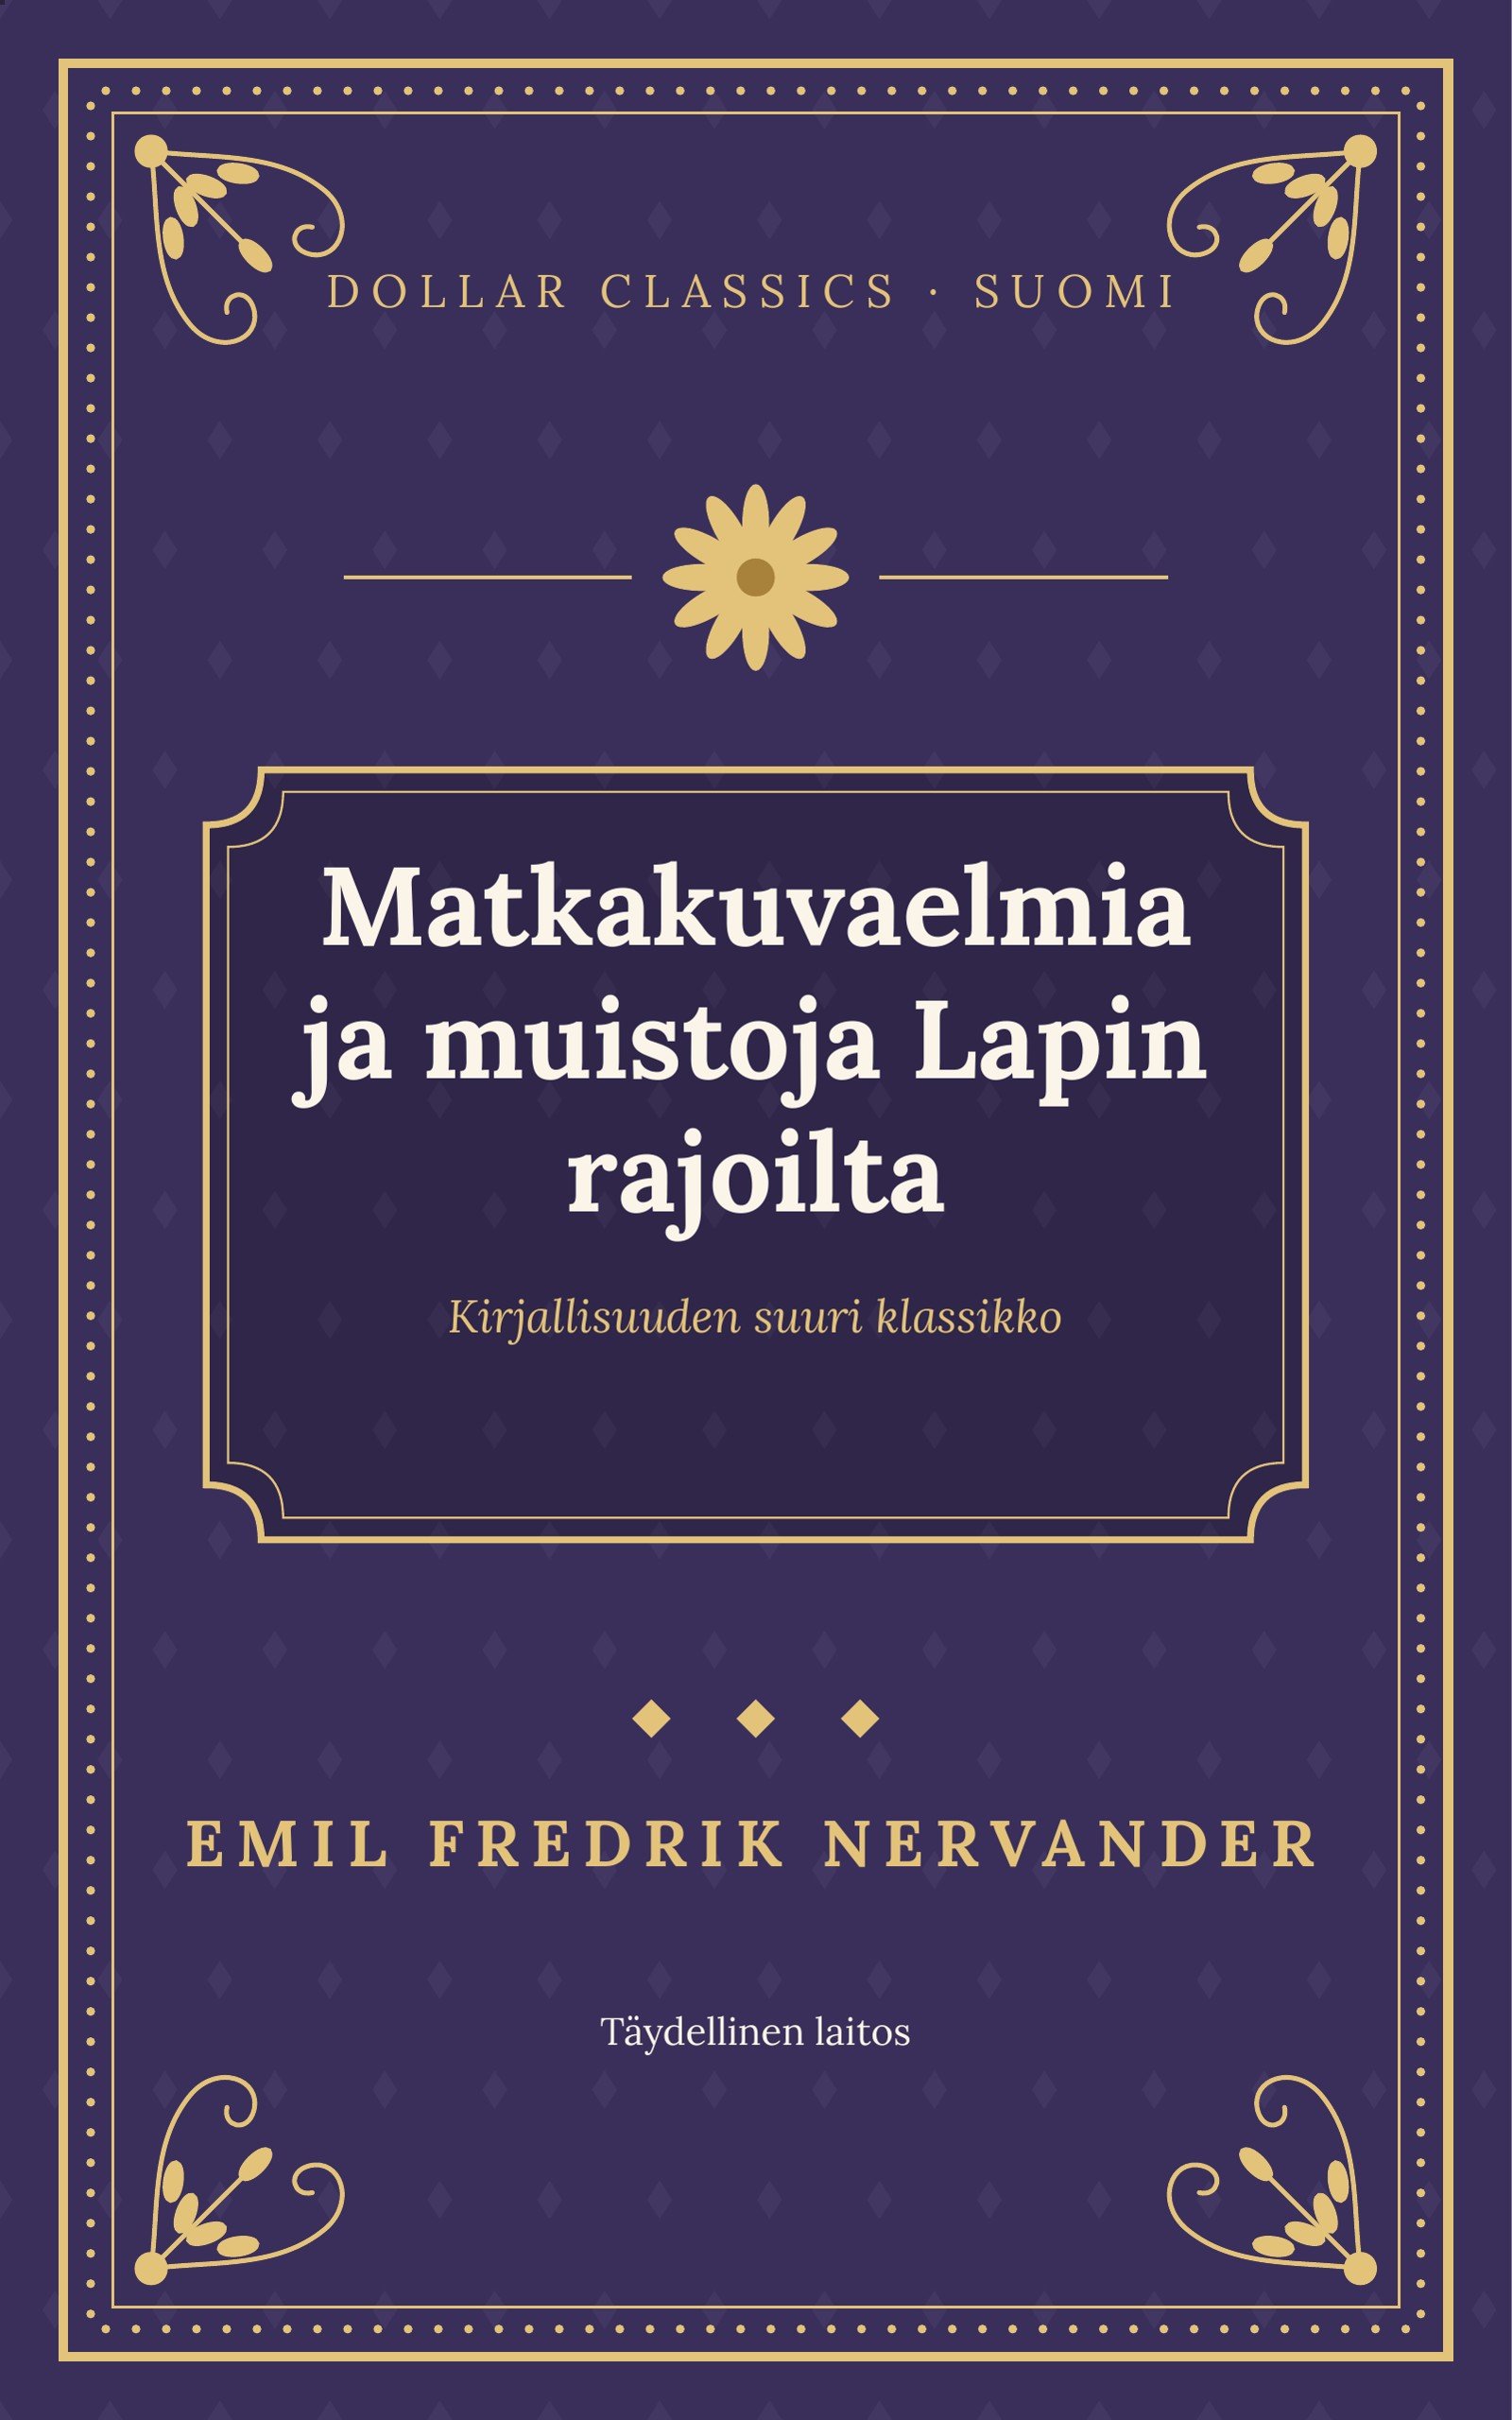 DOLLAR CLASSICS · SUOMI
Matkakuvaelmia
ja muistoja Lapin
rajoilta
Kirjallisuuden suuri klassikko
EMIL FREDRIK NERVANDER
Täydellinen laitos